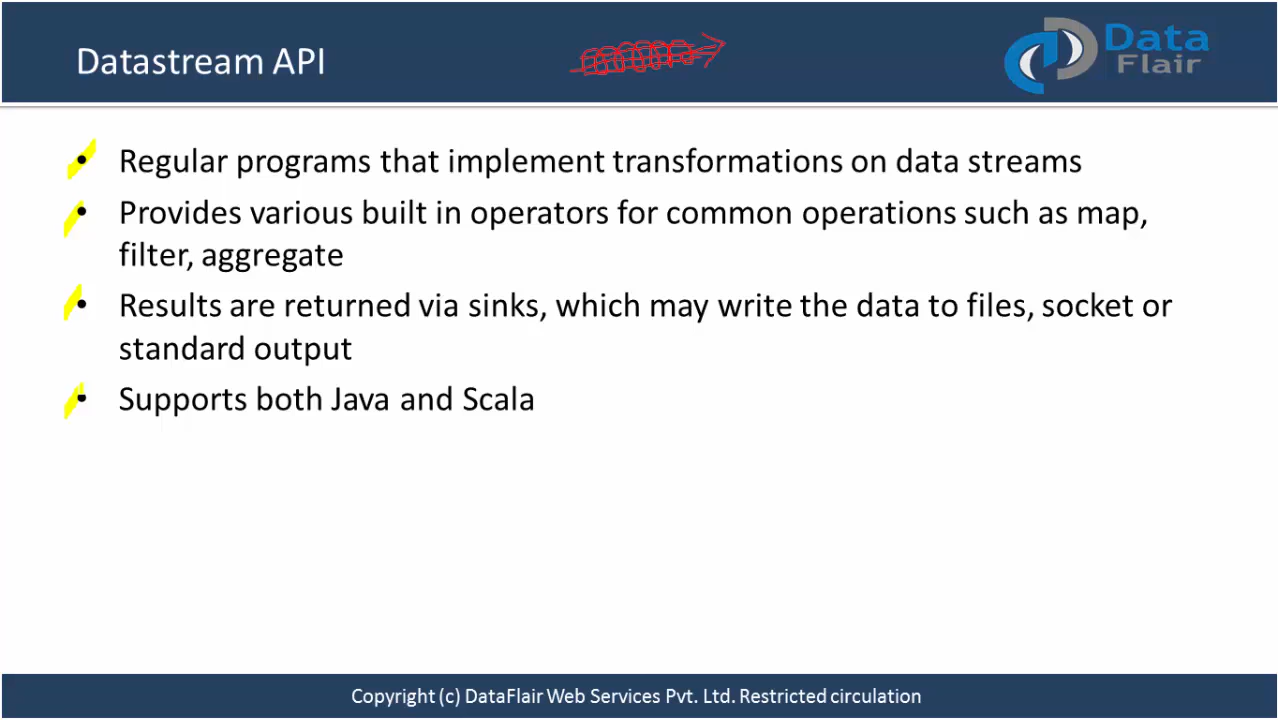 Datastream API
Data
Flair
• Regular programs that implement transformations on data streams
• Provides various built in operators for common operations such as map,
filter, aggregate
• Results are returned via sinks, which may write the data to files, socket or
standard output
• Supports both Java and Scala
Copyright (c) DataFlair Web Services Pvt. Ltd. Restricted circulation